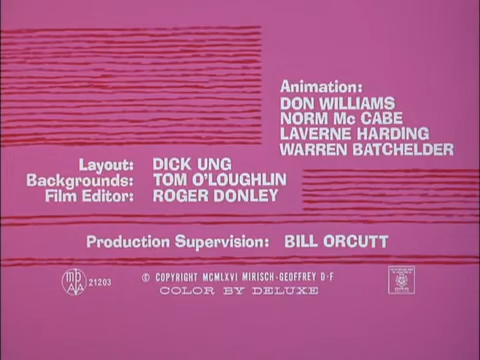 Animation:
DON WILLIAMS
NORM Mc CABE
LAVERNE HARDING
WARREN BATCHELDER
Layout: DICK UNG
Backgrounds: TOM O'LOUGHLIN
Film Editor: ROGER DONLEY
Production Supervision: BILL ORCUTT
MPAA 21203
© COPYRIGHT MCMLXVI MIRISCH-GEOFFREY D-F
COLOR BY DELUXE